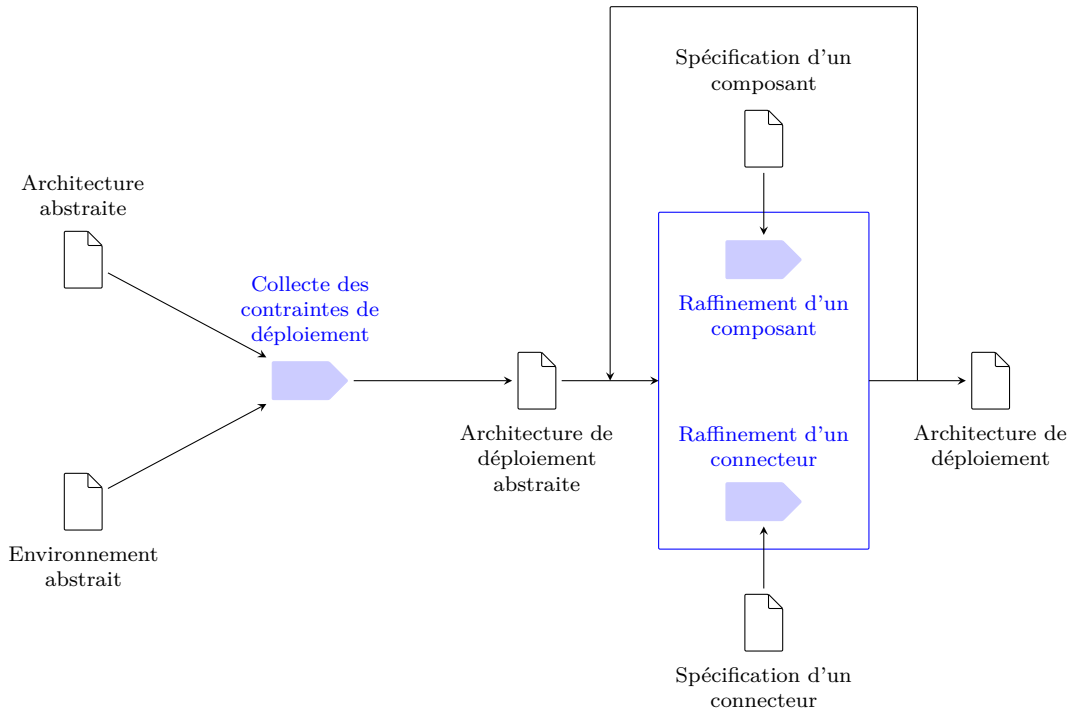 Spécification d'un
composant
Architecture
abstraite
Collecte des
contraintes de
déploiement
Raffinement d'un
composant
Architecture de
déploiement
abstraite
Raffinement d'un
connecteur
Architecture de
déploiement
Environnement
abstrait
Spécification d'un
connecteur